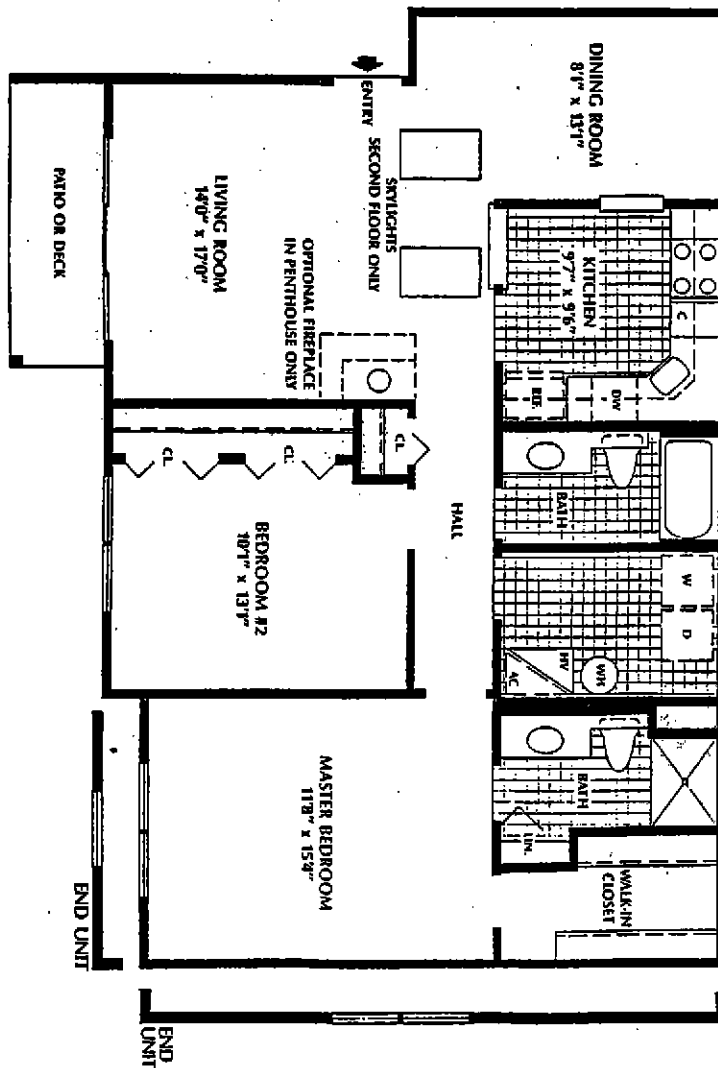 DINING ROOM
8'1" x 13'1"
ENTRY
SKYLIGHTS
SECOND FLOOR ONLY
KITCHEN
9'7" x 9'6"
C
DW
REF.
LIVING ROOM
14'0" x 17'0"
PATIO OR DECK
OPTIONAL FIREPLACE
IN PENTHOUSE ONLY
CL
CL
CL
HALL
BATH
BEDROOM #2
10'1" x 13'1"
W
D
WH
HV
AC
BATH
LIN.
WALK-IN
CLOSET
MASTER BEDROOM
11'8" x 15'4"
END UNIT
END
UNIT